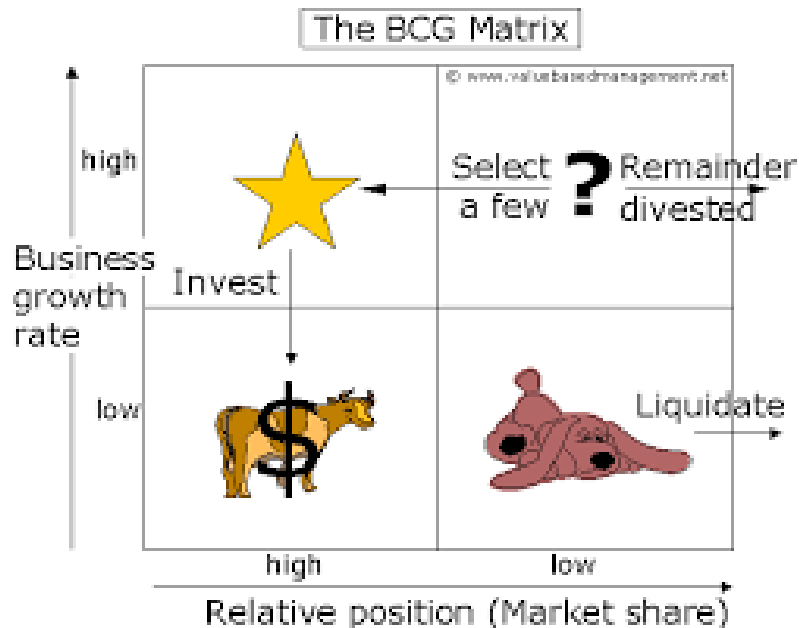 The BCG Matrix
© www.valuebasedmanagement.net
high
Select
a few
?
Remainder
divested
Business
growth
rate
Invest
low
$
Liquidate
high
low
Relative position (Market share)